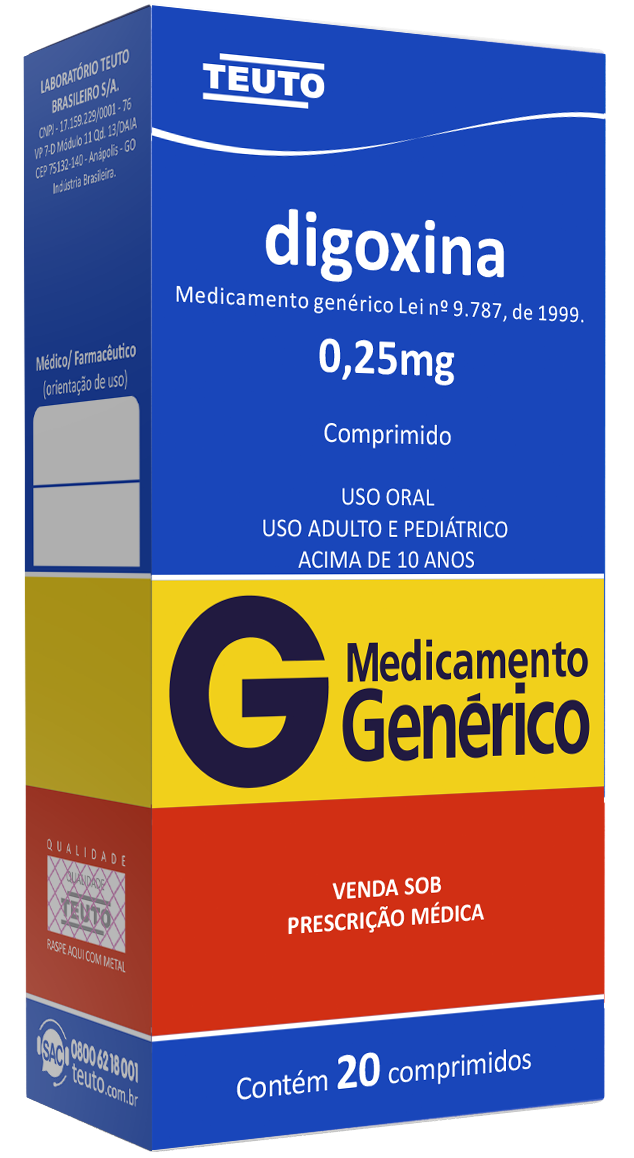 LABORATÓRIO TEUTO
BRASILEIRO S/A.
CNPJ - 17.159.229/0001 - 76
VP 7-D Módulo 11 Qd. 13/DAIA
CEP 75132-140 - Anápolis - GO
Indústria Brasileira.
Médico/ Farmacêutico
(orientação de uso)
QUALIDADE
QUALIDADE
TEUTO
RASPE AQUI COM METAL
SAC
0800 62 18 001
teuto.com.br
TEUTO
digoxina
Medicamento genérico Lei nº 9.787, de 1999.
0,25mg
Comprimido
USO ORAL
USO ADULTO E PEDIÁTRICO
ACIMA DE 10 ANOS
G Medicamento
Genérico
VENDA SOB
PRESCRIÇÃO MÉDICA
Contém 20 comprimidos